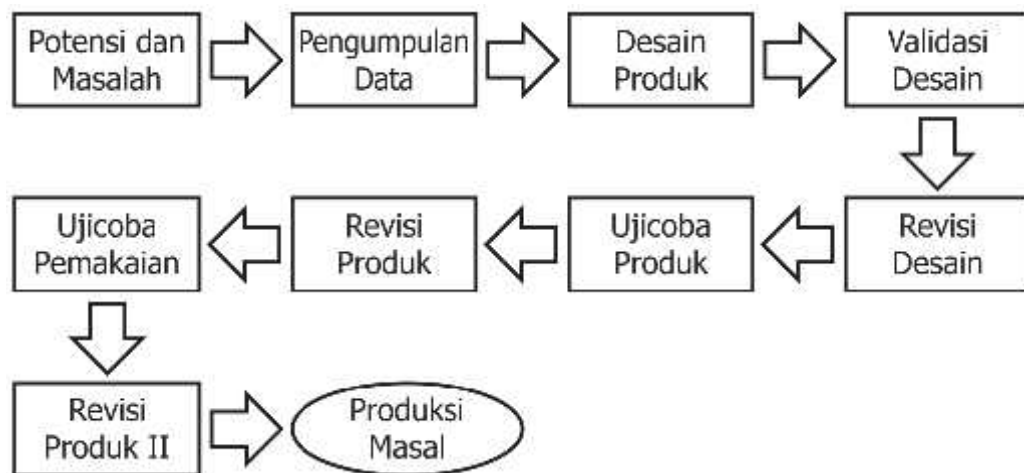 Potensi dan
Masalah
Pengumpulan
Data
Desain
Produk
Validasi
Desain
Revisi
Desain
Ujicoba
Produk
Revisi
Produk
Ujicoba
Pemakaian
Revisi
Produk II
Produksi
Masal